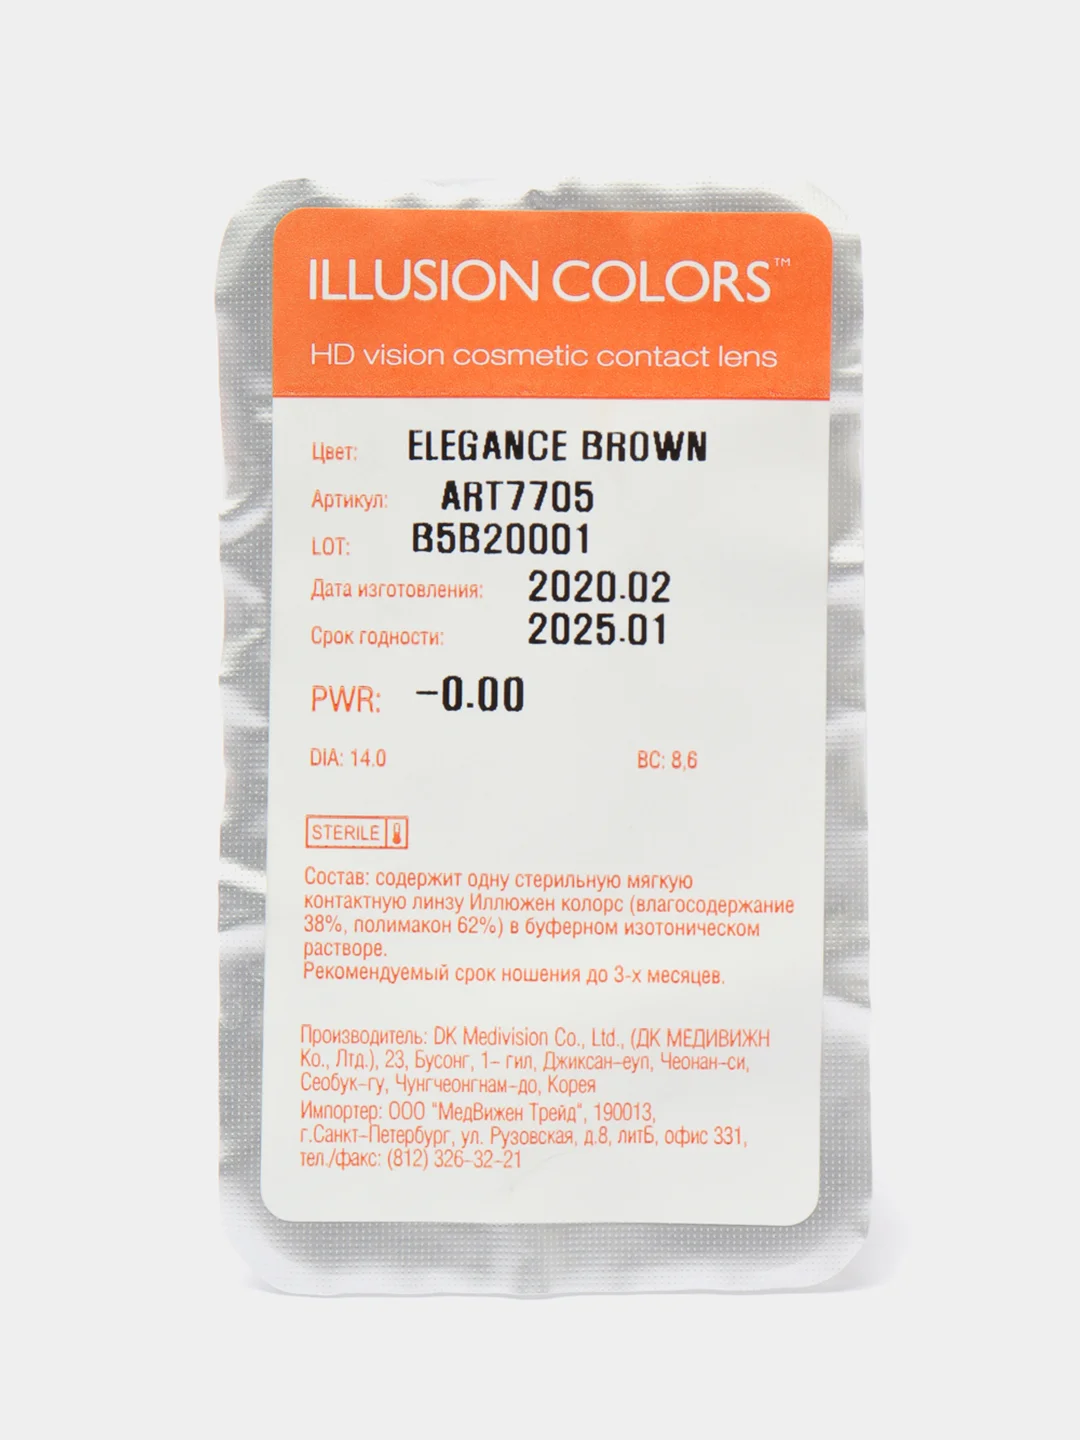 ILLUSION COLORS™
HD vision cosmetic contact lens
Цвет: ELEGANCE BROWN
Артикул: ART7705
LOT: B5B20001
Дата изготовления: 2020.02
Срок годности: 2025.01
PWR: -0.00
DIA: 14.0 BC: 8,6
STERILE
Состав: содержит одну стерильную мягкую
контактную линзу Иллюжен колорс (влагосодержание
38%, полимакон 62%) в буферном изотоническом
растворе.
Рекомендуемый срок ношения до 3-х месяцев.
Производитель: DK Medivision Co., Ltd., (ДК МЕДИВИЖН
Ко., Лтд.), 23, Бусонг, 1- гил, Джиксан-еуп, Чеонан-си,
Сеобук-гу, Чунгчеонгнам-до, Корея
Импортер: ООО "МедВижен Трейд", 190013,
г.Санкт-Петербург, ул. Рузовская, д.8, литБ, офис 331,
тел./факс: (812) 326-32-21